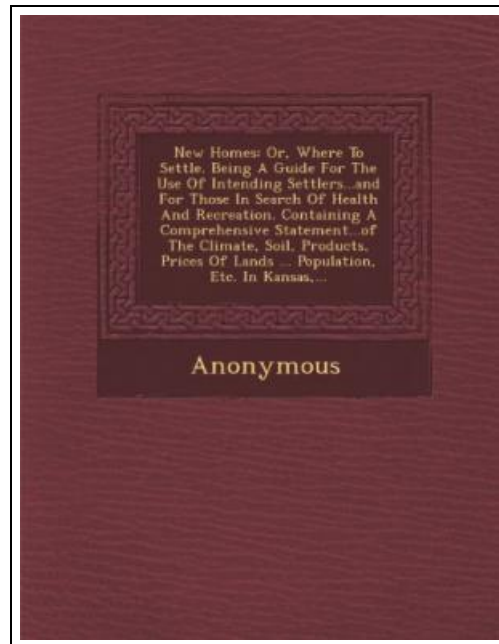 New Homes: Or, Where To
Settle. Being A Guide For The
Use Of Intending Settlers...and
For Those In Search Of Health
And Recreation. Containing A
Comprehensive Statement...of
The Climate, Soil, Products,
Prices Of Lands ... Population,
Etc. In Kansas,...
Anonymous